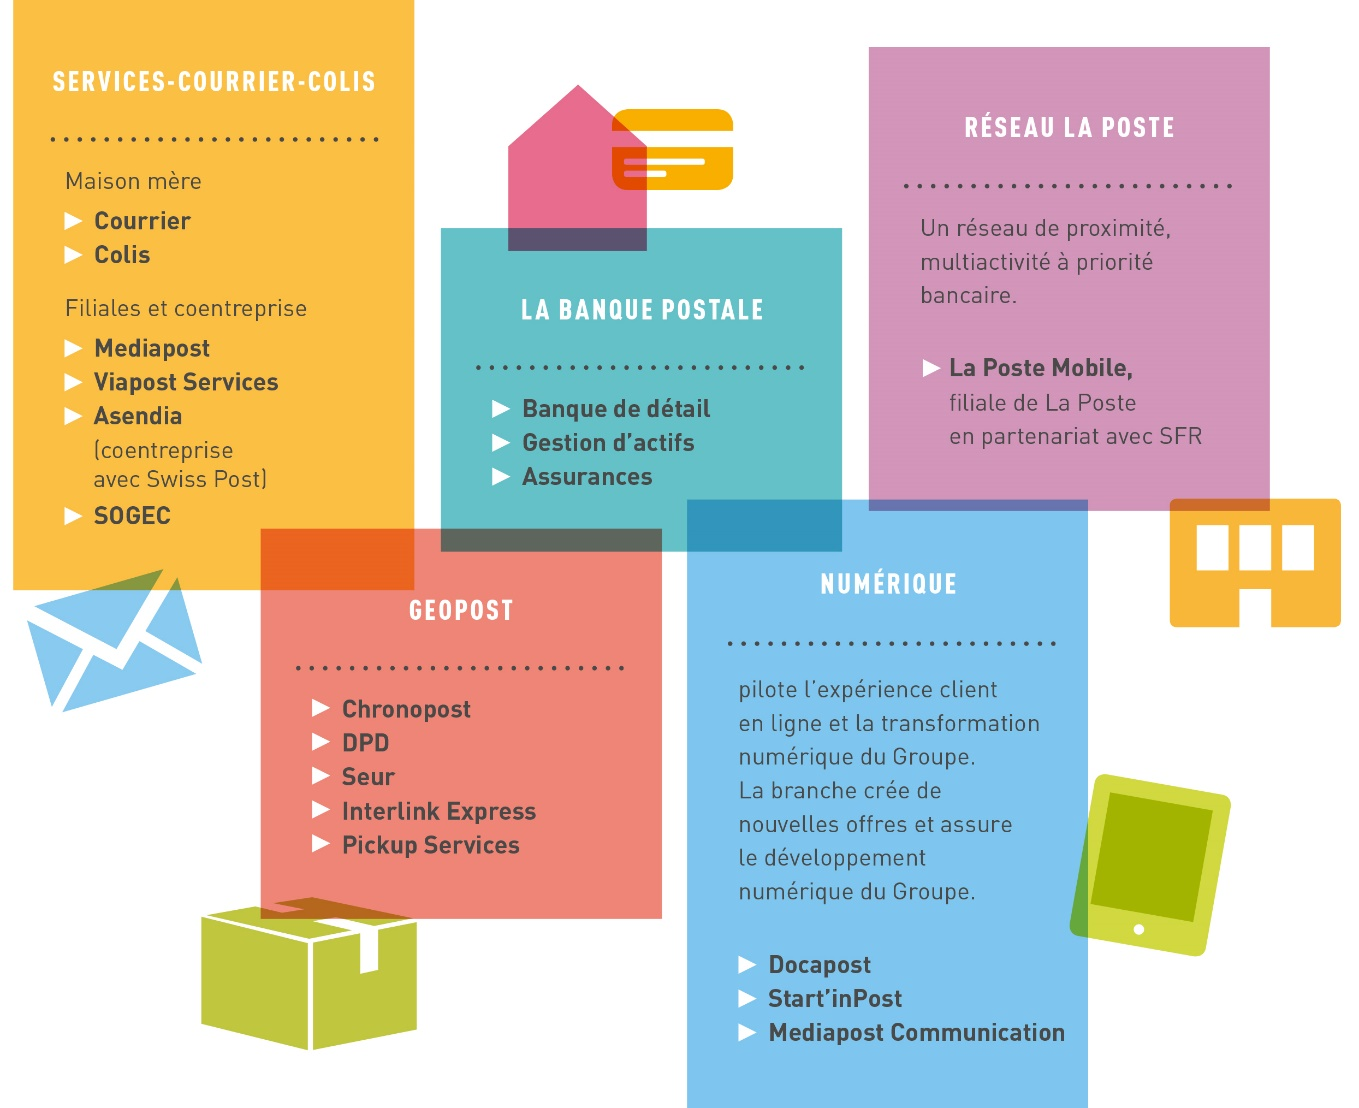 SERVICES-COURRIER-COLIS
Maison mère
Courrier
Colis
Filiales et coentreprise
Mediapost
Viapost Services
Asendia
(coentreprise
avec Swiss Post)
SOGEC
LA BANQUE POSTALE
Banque de détail
Gestion d'actifs
Assurances
RÉSEAU LA POSTE
Un réseau de proximité,
multiactivité à priorité
bancaire.
La Poste Mobile,
filiale de La Poste
en partenariat avec SFR
GEOPOST
Chronopost
DPD
Seur
Interlink Express
Pickup Services
NUMÉRIQUE
pilote l'expérience client
en ligne et la transformation
numérique du Groupe.
La branche crée de
nouvelles offres et assure
le développement
numérique du Groupe.
Docapost
Start'inPost
Mediapost Communication